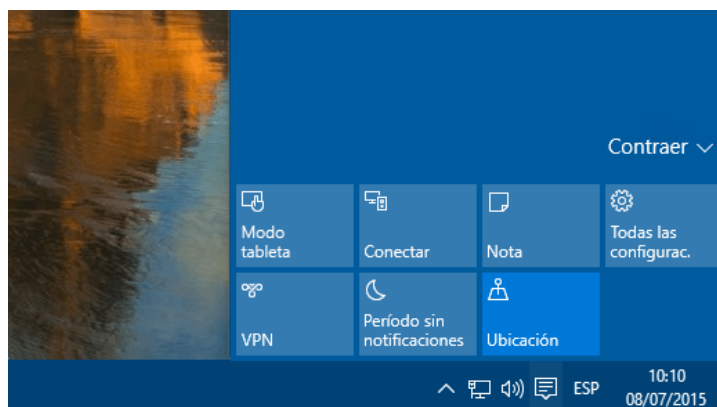 Contraer
Modo
tableta
Conectar
Nota
Todas las
configurac.
VPN
Período sin
notificaciones
Ubicación
ESP
10:10
08/07/2015